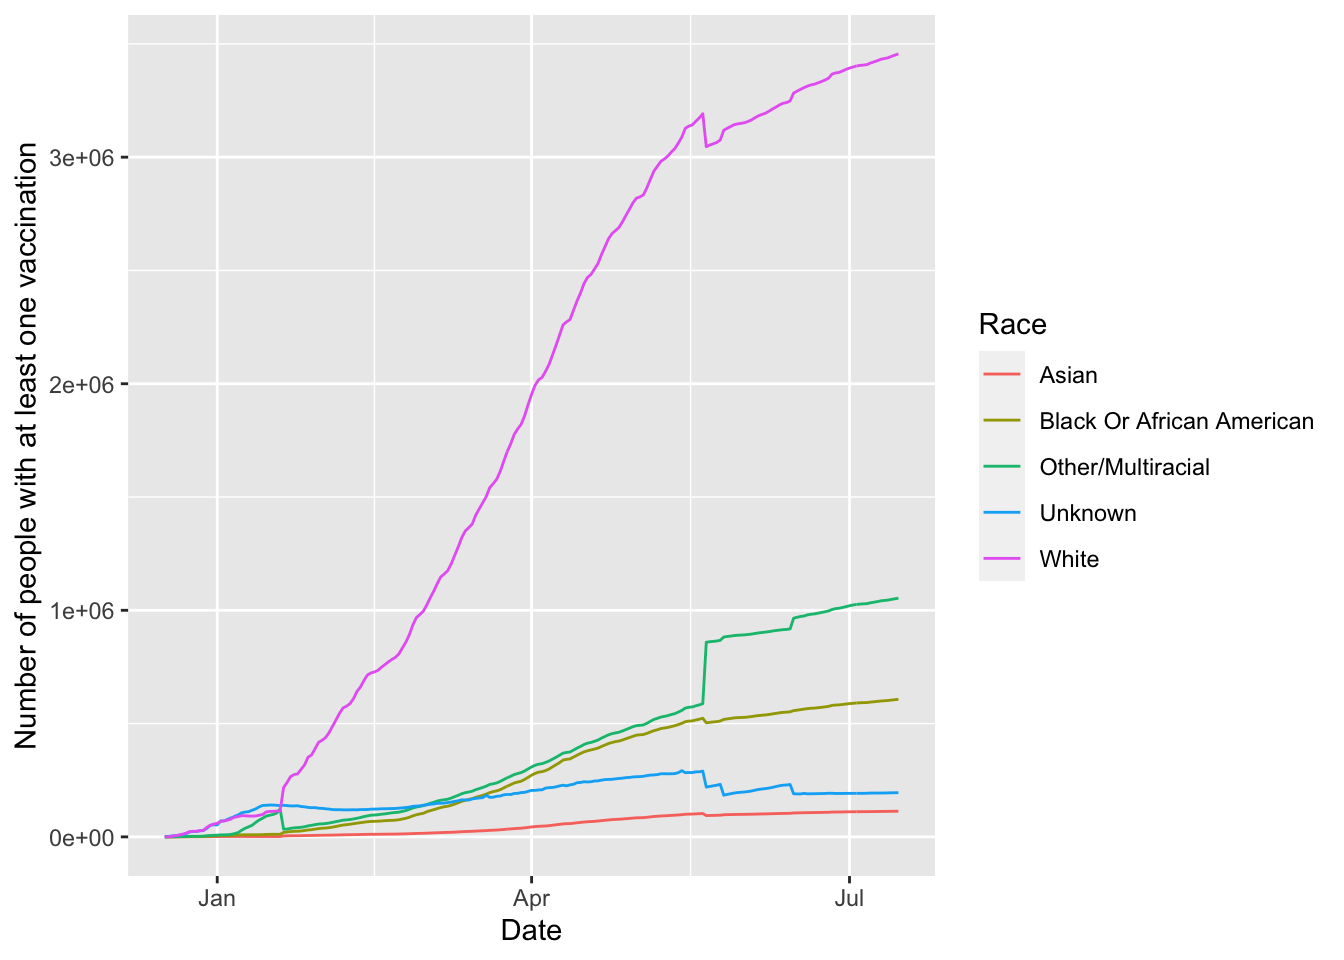 Number of people with at least one vaccination
3e+06
2e+06
1e+06
0e+00
Jan
Apr
Jul
Date
Race
Asian
Black Or African American
Other/Multiracial
Unknown
White